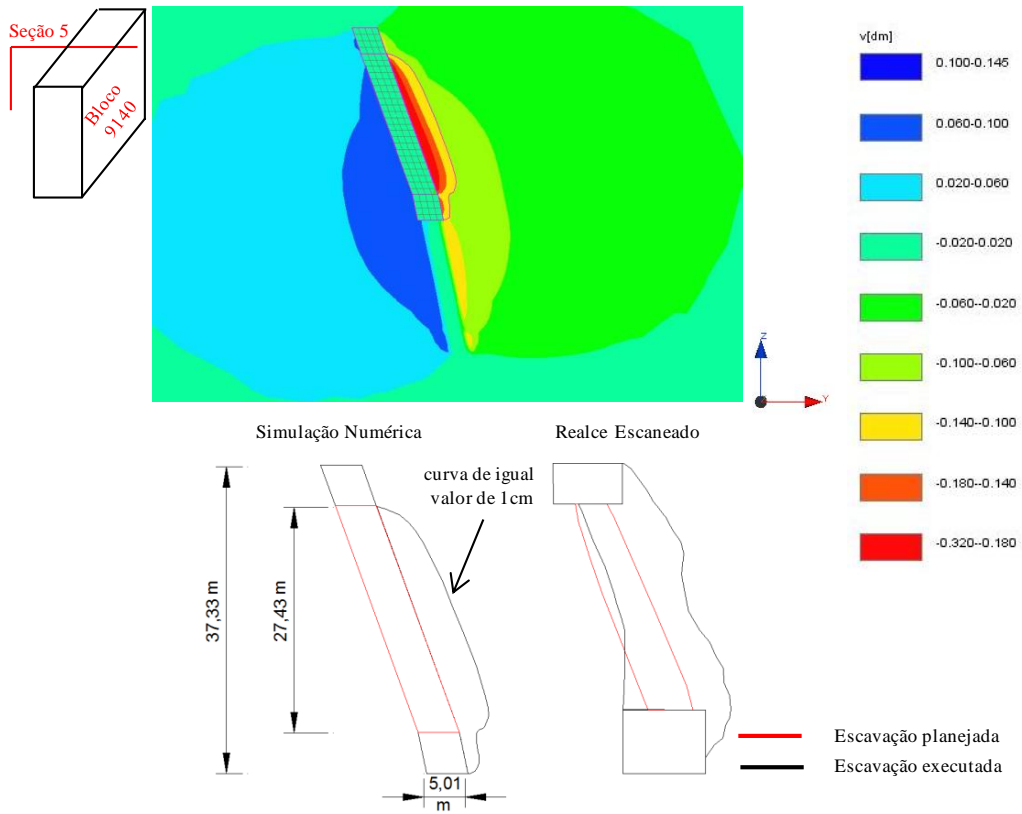 Seção 5
Bloco
9140
v[dm]
0.100-0.145
0.060-0.100
0.020-0.060
-0.020-0.020
-0.060--0.020
-0.100--0.060
-0.140--0.100
-0.180--0.140
-0.320--0.180
Z
Y
Simulação Numérica
Realce Escaneado
curva de igual
valor de 1cm
37,33 m
27,43 m
5,01
m
Escavação planejada
Escavação executada